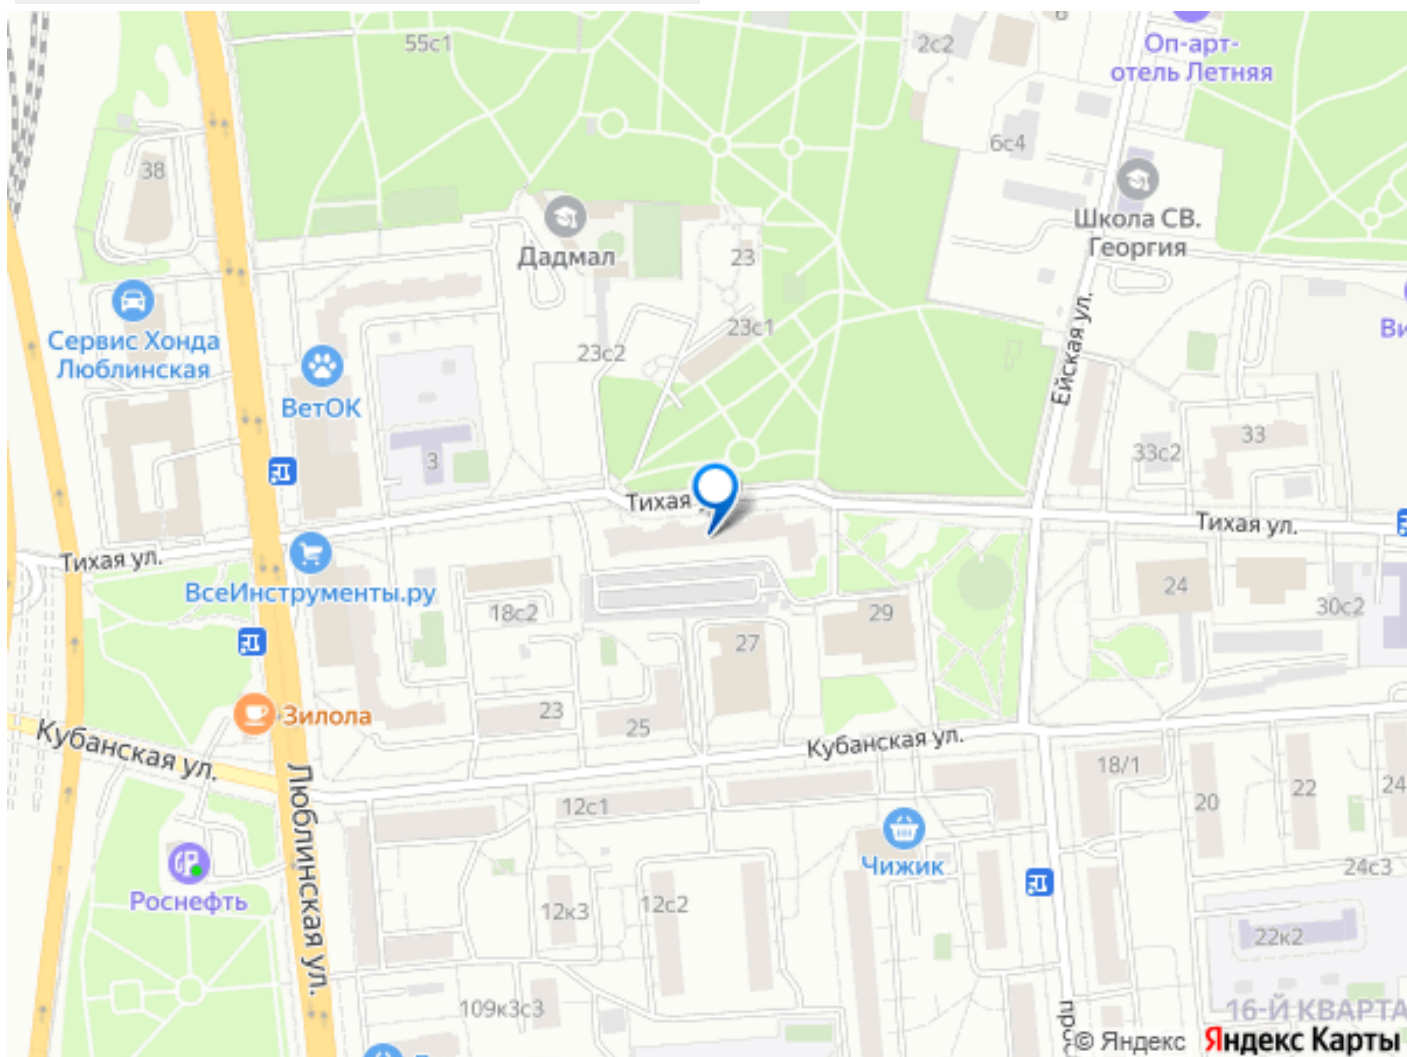 55с1
2с2
Оп-арт-
отель Летняя
6с4
38
Школа СВ.
Георгия
Дадмал
23
Сервис Хонда
Люблинская
23с1
23с2
Ейская ул.
ВетОК
3
33
33с2
Тихая
Тихая ул.
Тихая ул.
ВсеИнструменты.ру
18с2
24
30с2
29
27
Зилола
23
25
Кубанская ул.
Кубанская ул.
18/1
Люблинская ул.
12с1
20
22
24
Чижик
24с3
Роснефть
12к3
12с2
22к2
109к3с3
16-Й КВАРТА
© Яндекс Яндекс Карты